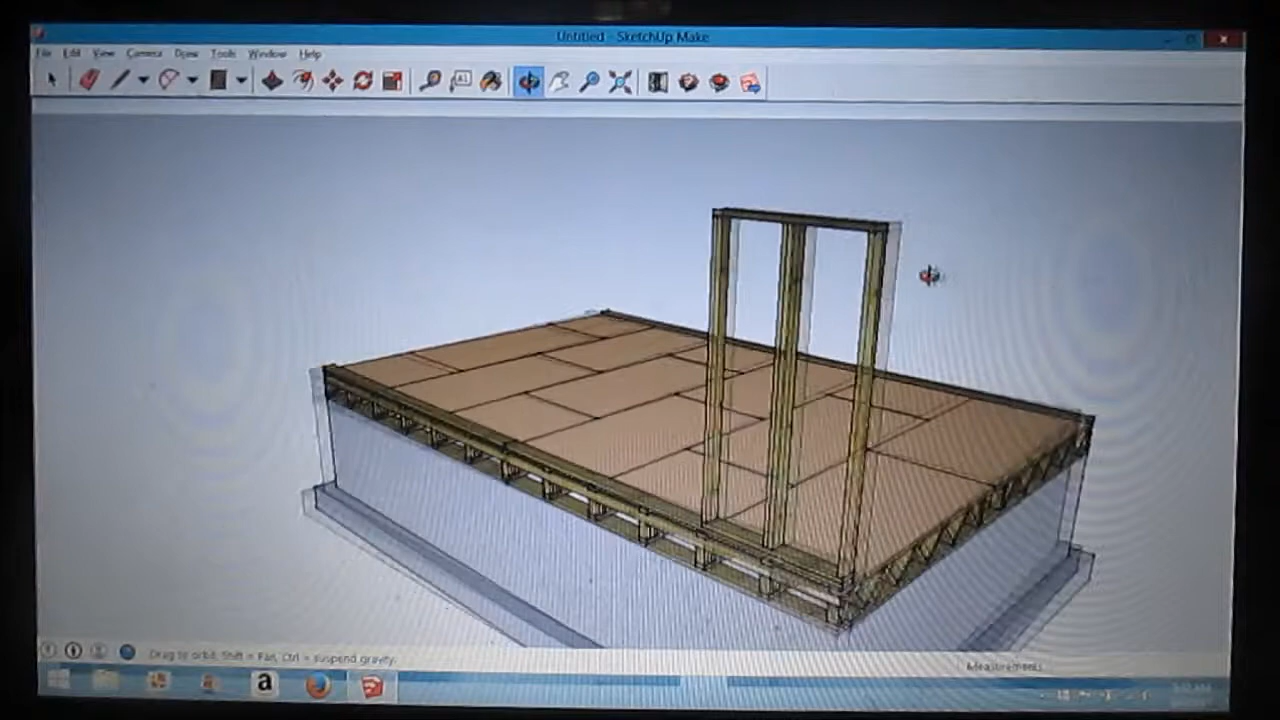 Untitled - SketchUp Make
File Edit View Camera Draw Tools Window Help
A1
Drag to orbit. Shift = Pan, Ctrl = suspend gravity.
Measurements
a